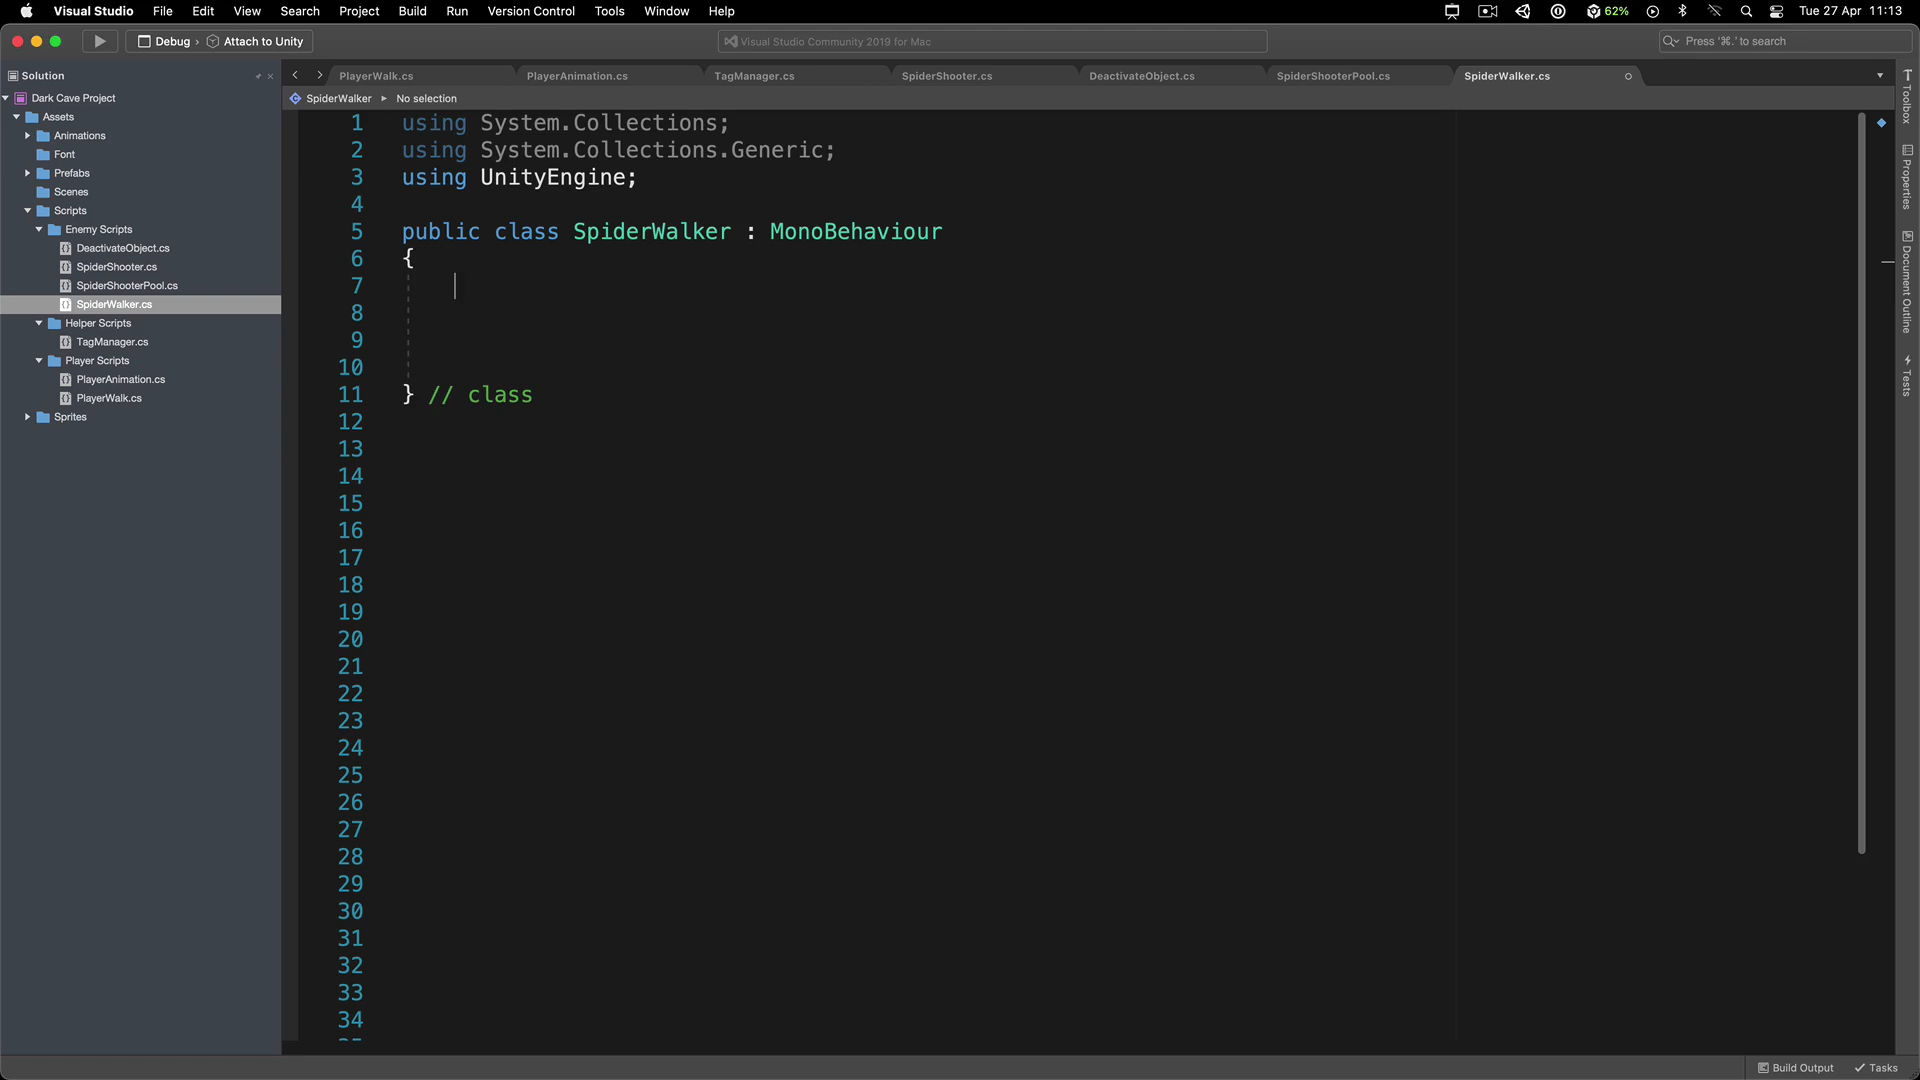 Visual Studio File Edit View Search Project Build Run Version Control Tools Window Help 62% Tue 27 Apr 11:13
Debug › Attach to Unity Visual Studio Community 2019 for Mac Press '⌘.' to search
Solution
PlayerWalk.cs PlayerAnimation.cs TagManager.cs SpiderShooter.cs DeactivateObject.cs SpiderShooterPool.cs SpiderWalker.cs
SpiderWalker No selection
Dark Cave Project
Assets
Animations
Font
Prefabs
Scenes
Scripts
Enemy Scripts
DeactivateObject.cs
SpiderShooter.cs
SpiderShooterPool.cs
SpiderWalker.cs
Helper Scripts
TagManager.cs
Player Scripts
PlayerAnimation.cs
PlayerWalk.cs
Sprites
1 using System.Collections;
2 using System.Collections.Generic;
3 using UnityEngine;
4
5 public class SpiderWalker : MonoBehaviour
6 {
7
8
9
10
11 } // class
12
13
14
15
16
17
18
19
20
21
22
23
24
25
26
27
28
29
30
31
32
33
34
Toolbox
Properties
Document Outline
Tests
Build Output Tasks